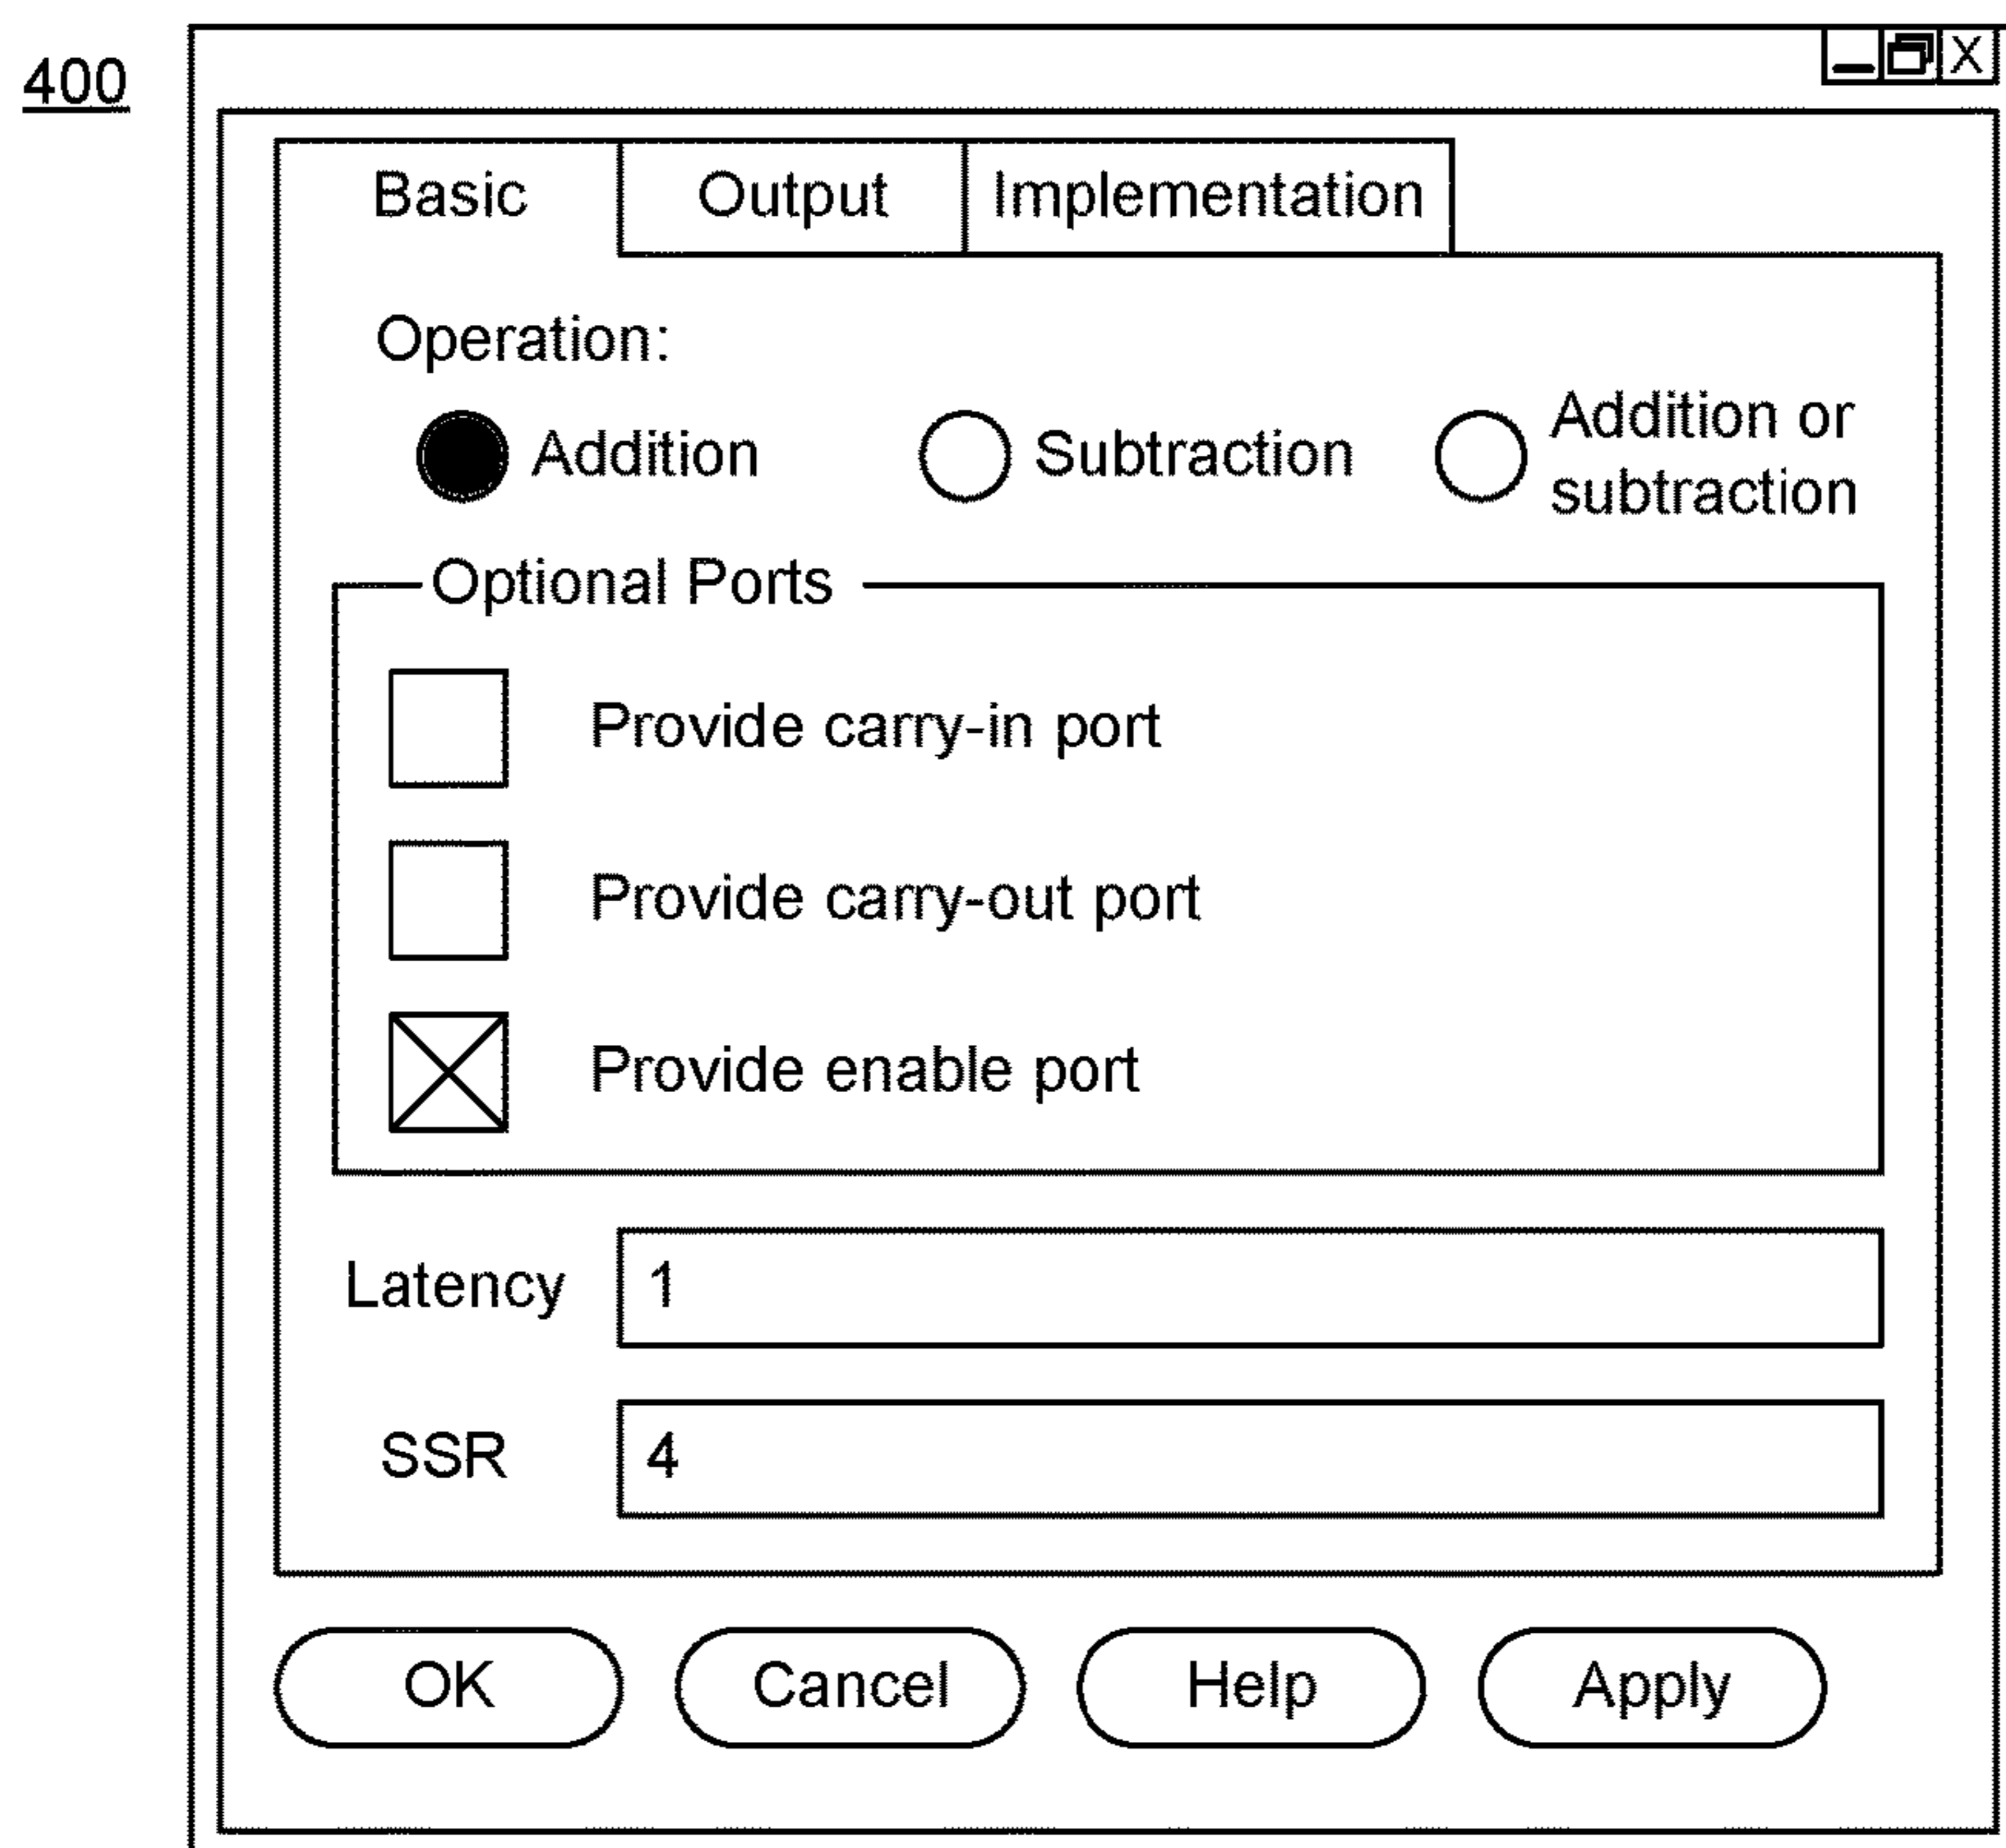 400
X
Basic Output Implementation
Operation:
Addition Subtraction Addition or
subtraction
Optional Ports
Provide carry-in port
Provide carry-out port
Provide enable port
Latency 1
SSR 4
OK Cancel Help Apply